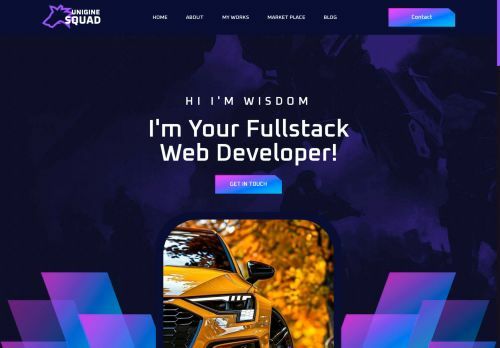 UNIGINE
SQUAD
HOME
ABOUT
MY WORKS
MARKET PLACE
BLOG
Contact
HI I'M WISDOM
I'm Your Fullstack
Web Developer!
GET IN TOUCH